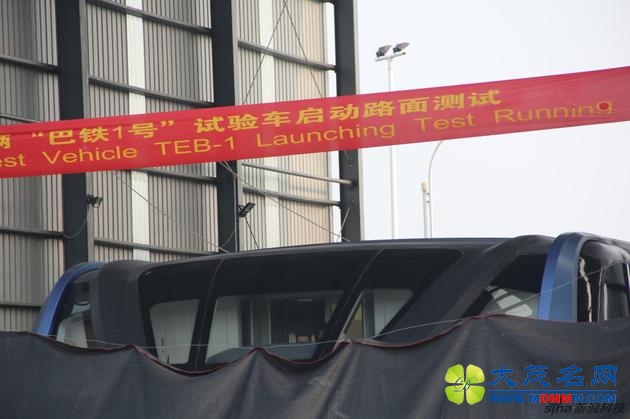 辆 “巴铁1号” 试验车启动路面测试
est Vehicle TEB-1 Launching Test Running
大茂名网
sina新浪科技